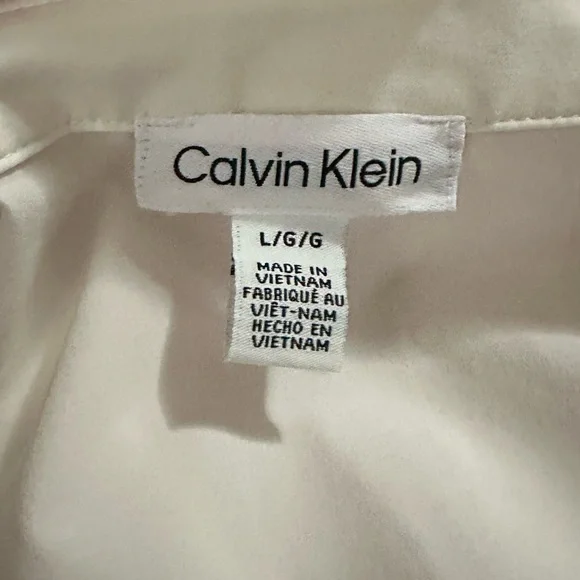 Calvin Klein
L/G/G
MADE IN
VIETNAM
FABRIQUÉ AU
VIÊT-NAM
HECHO EN
VIETNAM